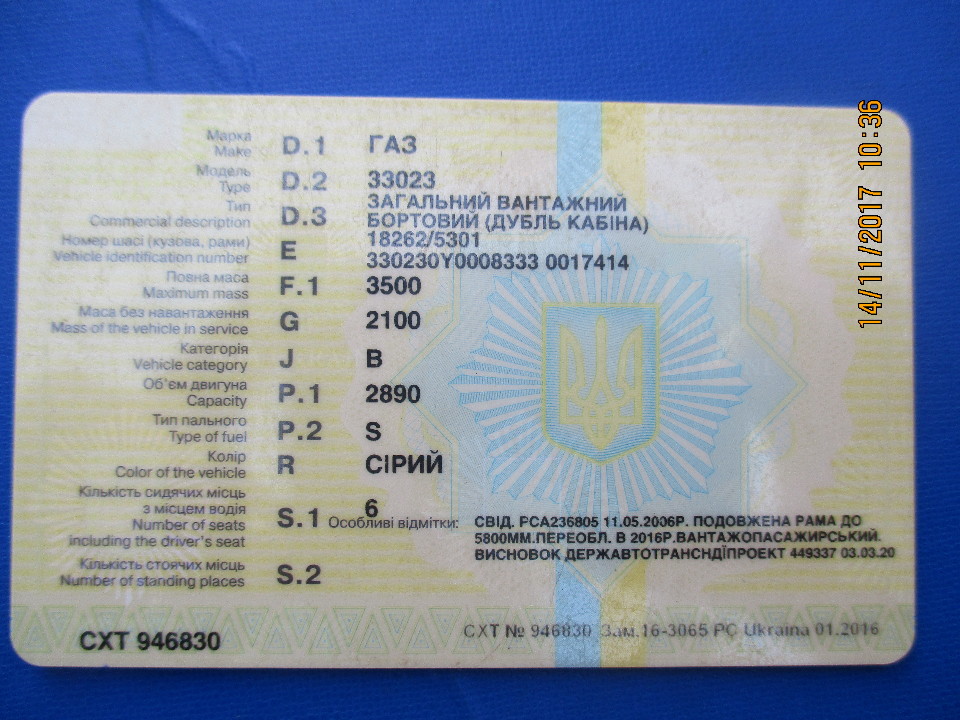 Марка
Make
D.1
ГАЗ
Модель
Type
D.2
33023
Тип
Commercial description
D.3
ЗАГАЛЬНИЙ ВАНТАЖНИЙ
БОРТОВИЙ (ДУБЛЬ КАБІНА)
Номер шасі (кузова, рами)
Vehicle identification number
E
18262/5301
330230Y0008333 0017414
Повна маса
Maximum mass
F.1
3500
Маса без навантаження
Mass of the vehicle in service
G
2100
Категорія
Vehicle category
J
B
Об'єм двигуна
Capacity
P.1
2890
Тип пального
Type of fuel
P.2
S
Колір
Color of the vehicle
R
СІРИЙ
Кількість сидячих місць
з місцем водія
Number of seats
including the driver's seat
S.1
6
Особливі відмітки:
СВІД. РСА236805 11.05.2006Р. ПОДОВЖЕНА РАМА ДО
5800ММ.ПЕРЕОБЛ. В 2016Р.ВАНТАЖОПАСАЖИРСЬКИЙ.
ВИСНОВОК ДЕРЖАВТОТРАНСНДІПРОЕКТ 449337 03.03.20
Кількість стоячих місць
Number of standing places
S.2
СХТ 946830
СХТ № 946830 Зам.16-3065 РС Ukraina 01.2016
14/11/2017 10:36